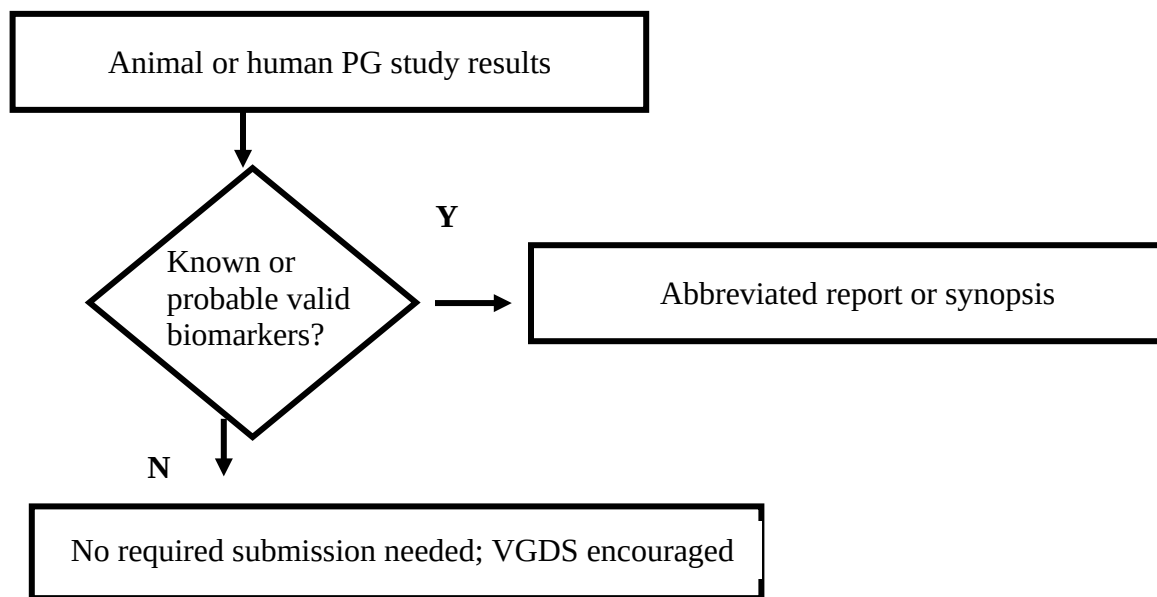 Animal or human PG study results
Y
Known or
probable valid
biomarkers?
Abbreviated report or synopsis
N
No required submission needed; VGDS encouraged